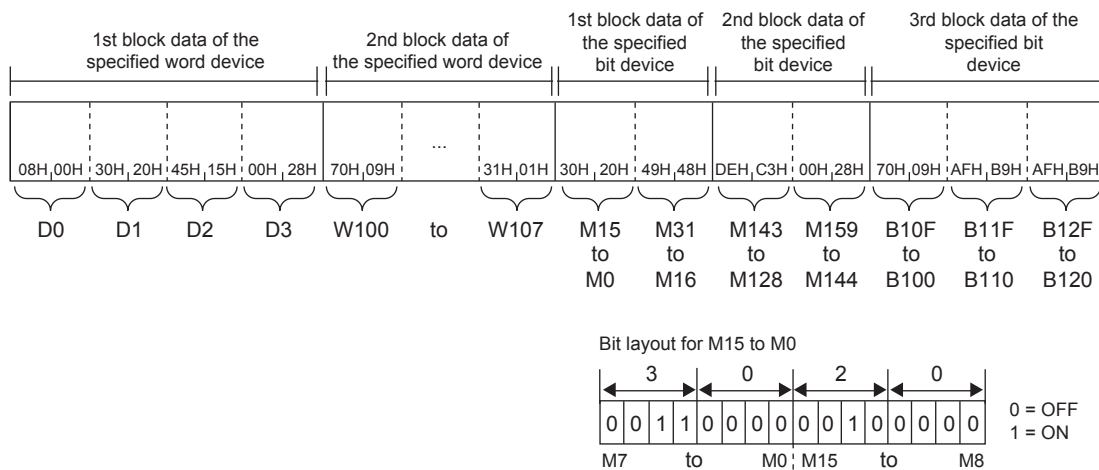 1st block data of the
specified word device
2nd block data of
the specified word device
1st block data of
the specified
bit device
2nd block data of
the specified
bit device
3rd block data of the
specified bit
device
08H 00H 30H 20H 45H 15H 00H 28H 70H 09H ... 31H 01H 30H 20H 49H 48H DEH C3H 00H 28H 70H 09H AFH B9H AFH B9H
D0 D1 D2 D3 W100 to W107 M15 M31 M143 M159 B10F B11F B12F
to to to to to to to
M0 M16 M128 M144 B100 B110 B120
Bit layout for M15 to M0
3 0 2 0
0 0 1 1 0 0 0 0 0 0 1 0 0 0 0 0
M7 to M0 M15 to M8
0 = OFF
1 = ON